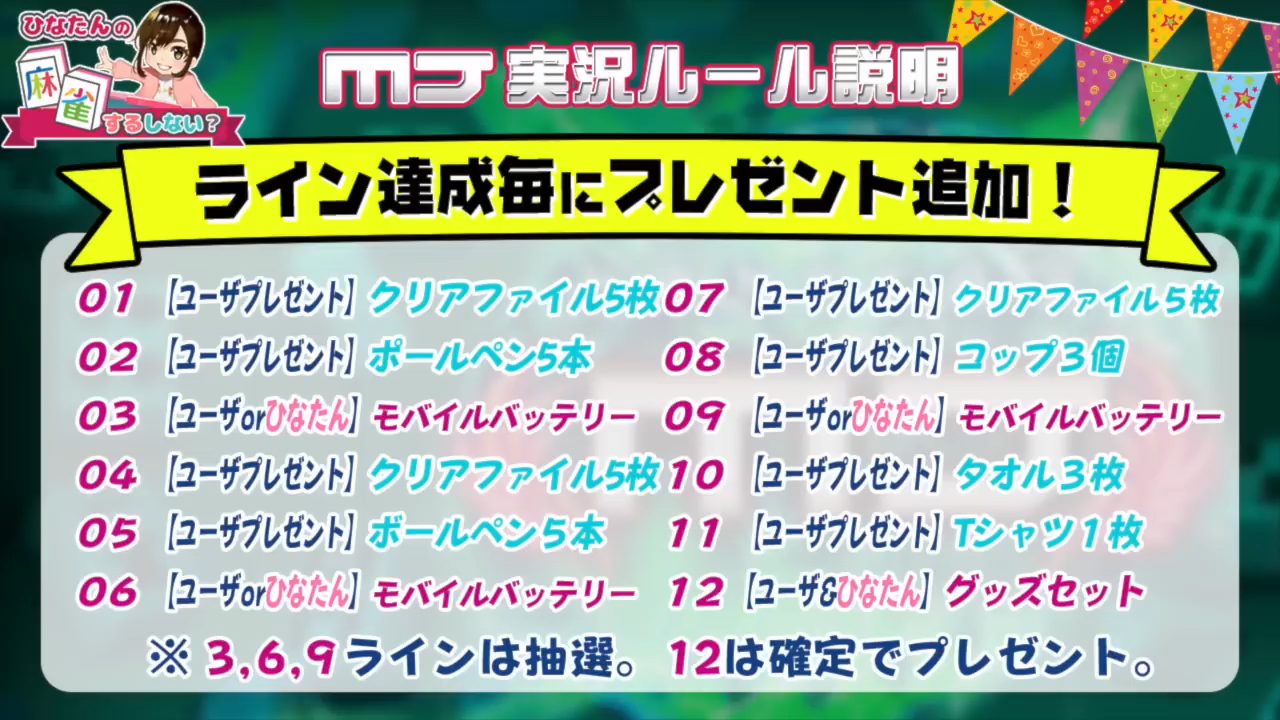 ひなたんの
麻雀
するしない？
MJ 実況ルール説明
ライン達成毎にプレゼント追加！
01 【ユーザプレゼント】 クリアファイル5枚
02 【ユーザプレゼント】 ポールペン5本
03 【ユーザorひなたん】 モバイルバッテリー
04 【ユーザプレゼント】 クリアファイル5枚
05 【ユーザプレゼント】 ボールペン５本
06 【ユーザorひなたん】 モバイルバッテリー
07 【ユーザプレゼント】 クリアファイル５枚
08 【ユーザプレゼント】 コップ３個
09 【ユーザorひなたん】 モバイルバッテリー
10 【ユーザプレゼント】 タオル３枚
11 【ユーザプレゼント】 Tシャツ１枚
12 【ユーザ&ひなたん】 グッズセット
※ 3,6,9ラインは抽選。 12は確定でプレゼント。